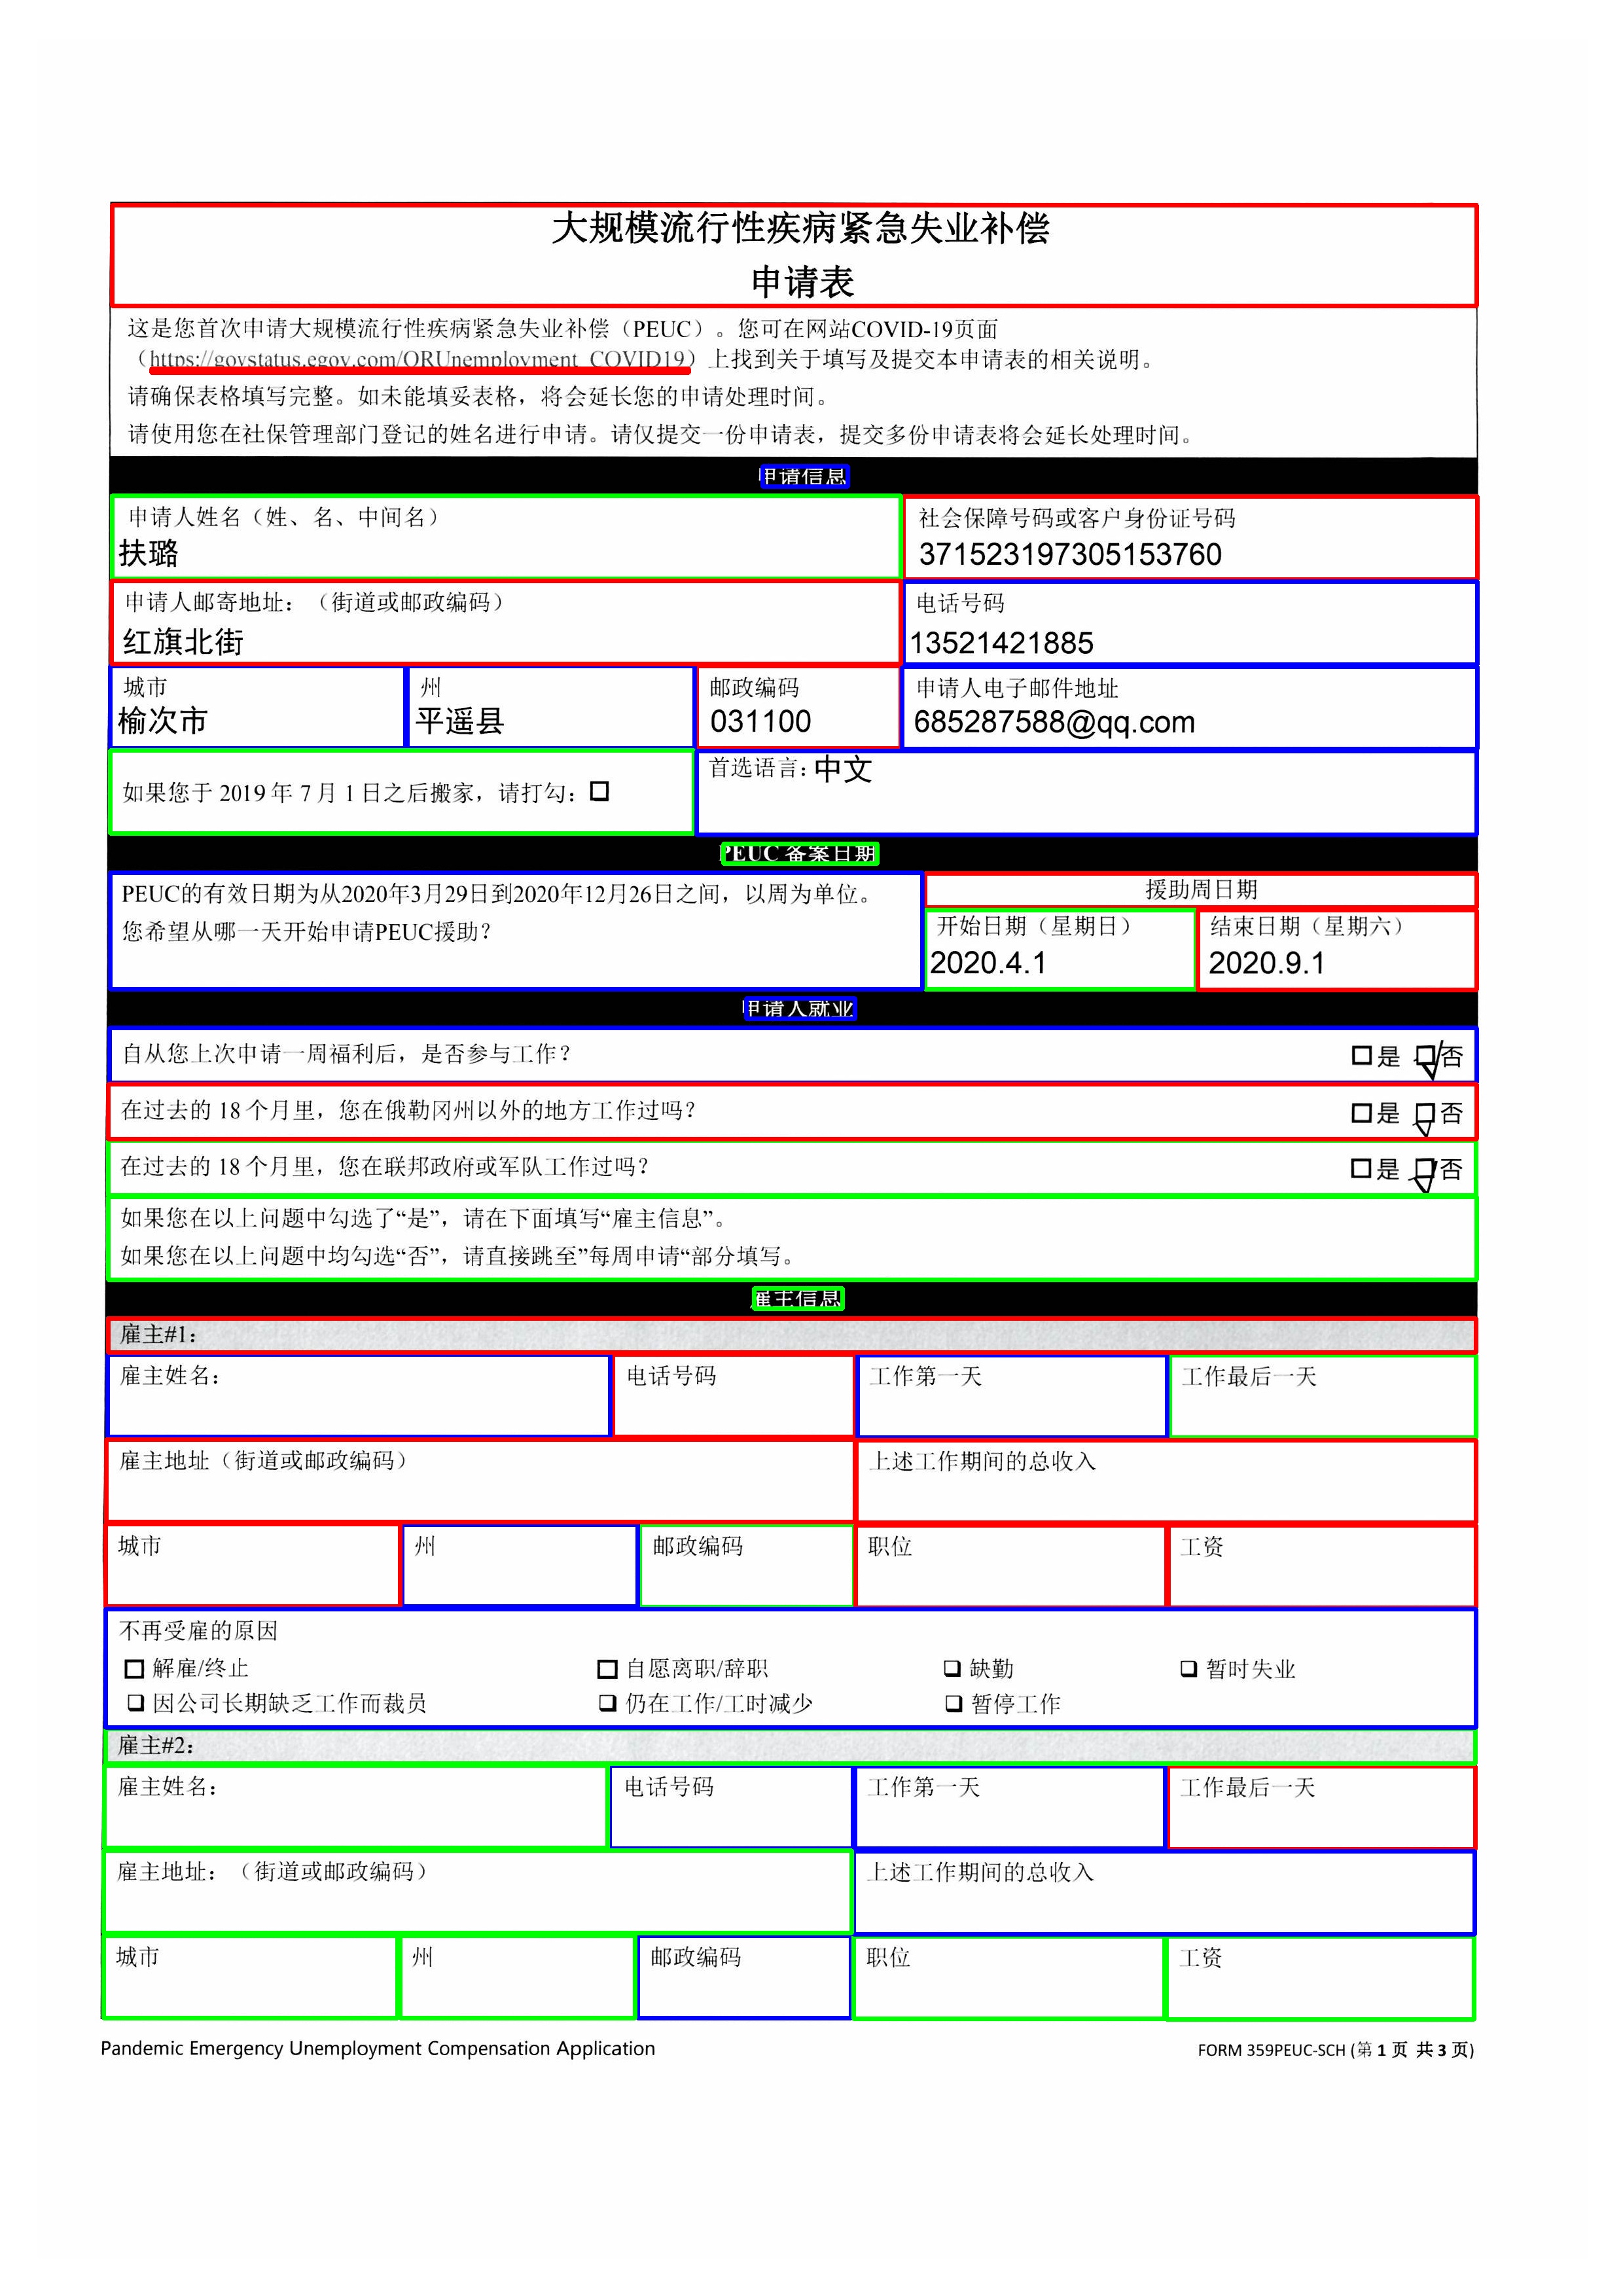 大规模流行性疾病紧急失业补偿
申请表
这是您首次申请大规模流行性疾病紧急失业补偿（PEUC）。您可在网站COVID-19页面
（https://govstatus.egov.com/ORUnemployment_COVID19）上找到关于填写及提交本申请表的相关说明。
请确保表格填写完整。如未能填妥表格，将会延长您的申请处理时间。
请使用您在社保管理部门登记的姓名进行申请。请仅提交一份申请表，提交多份申请表将会延长处理时间。
申请信息
申请人姓名（姓、名、中间名） 社会保障号码或客户身份证号码
扶璐 371523197305153760
申请人邮寄地址：（街道或邮政编码） 电话号码
红旗北街 13521421885
城市 州 邮政编码 申请人电子邮件地址
榆次市 平遥县 031100 685287588@qq.com
首选语言：中文
如果您于 2019 年 7 月 1 日之后搬家，请打勾：☐
PEUC 备案日期
PEUC的有效日期为从2020年3月29日到2020年12月26日之间，以周为单位。 援助周日期
您希望从哪一天开始申请PEUC援助？ 开始日期（星期日） 结束日期（星期六）
2020.4.1 2020.9.1
申请人就业
自从您上次申请一周福利后，是否参与工作？ ☐是 ☑否
在过去的 18 个月里，您在俄勒冈州以外的地方工作过吗？ ☐是 ☑否
在过去的 18 个月里，您在联邦政府或军队工作过吗？ ☐是 ☑否
如果您在以上问题中勾选了“是”，请在下面填写“雇主信息”。
如果您在以上问题中均勾选“否”，请直接跳至”每周申请“部分填写。
雇主信息
雇主#1：
雇主姓名： 电话号码 工作第一天 工作最后一天
雇主地址（街道或邮政编码） 上述工作期间的总收入
城市 州 邮政编码 职位 工资
不再受雇的原因
☐ 解雇/终止 ☐ 自愿离职/辞职 ☐ 缺勤 ☐ 暂时失业
☐ 因公司长期缺乏工作而裁员 ☐ 仍在工作/工时减少 ☐ 暂停工作
雇主#2：
雇主姓名： 电话号码 工作第一天 工作最后一天
雇主地址：（街道或邮政编码） 上述工作期间的总收入
城市 州 邮政编码 职位 工资
Pandemic Emergency Unemployment Compensation Application FORM 359PEUC-SCH (第 1 页 共 3 页)